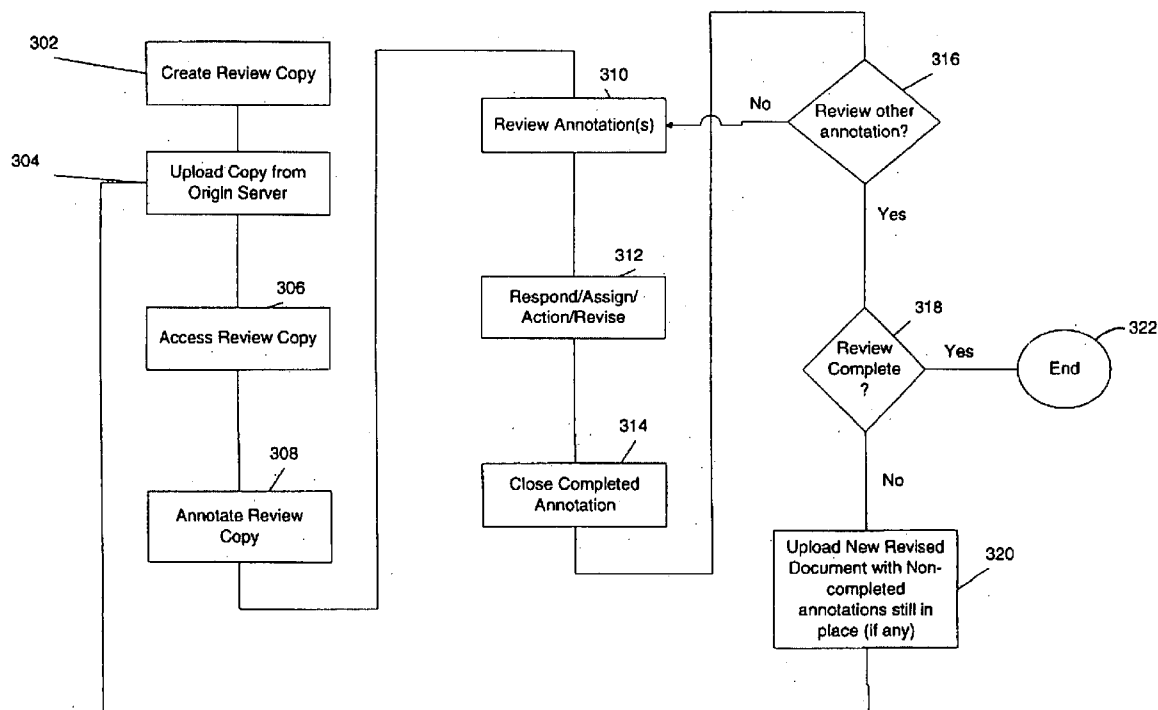 302
Create Review Copy
304
Upload Copy from
Origin Server
306
Access Review Copy
308
Annotate Review
Copy
310
Review Annotation(s)
312
Respond/Assign/
Action/Revise
314
Close Completed
Annotation
316
Review other
annotation?
No
Yes
318
Review
Complete
?
Yes
322
End
No
320
Upload New Revised
Document with Non-
completed
annotations still in
place (if any)